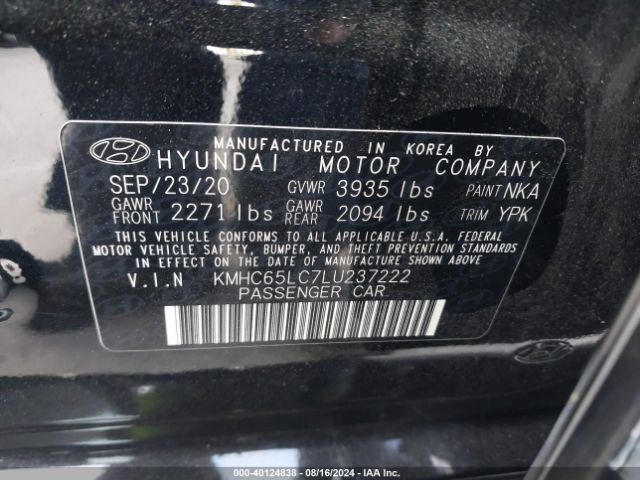 MANUFACTURED IN KOREA BY
HYUNDAI MOTOR COMPANY
SEP/23/20 GVWR 3935 lbs PAINT NKA
GAWR FRONT 2271 lbs GAWR REAR 2094 lbs TRIM YPK
THIS VEHICLE CONFORMS TO ALL APPLICABLE U.S.A. FEDERAL
MOTOR VEHICLE SAFETY, BUMPER, AND THEFT PREVENTION STANDARDS
IN EFFECT ON THE DATE OF MANUFACTURE SHOWN ABOVE
V.I.N KMHC65LC7LU237222
PASSENGER CAR
000-40124838 - 08/16/2024 - IAA Inc.